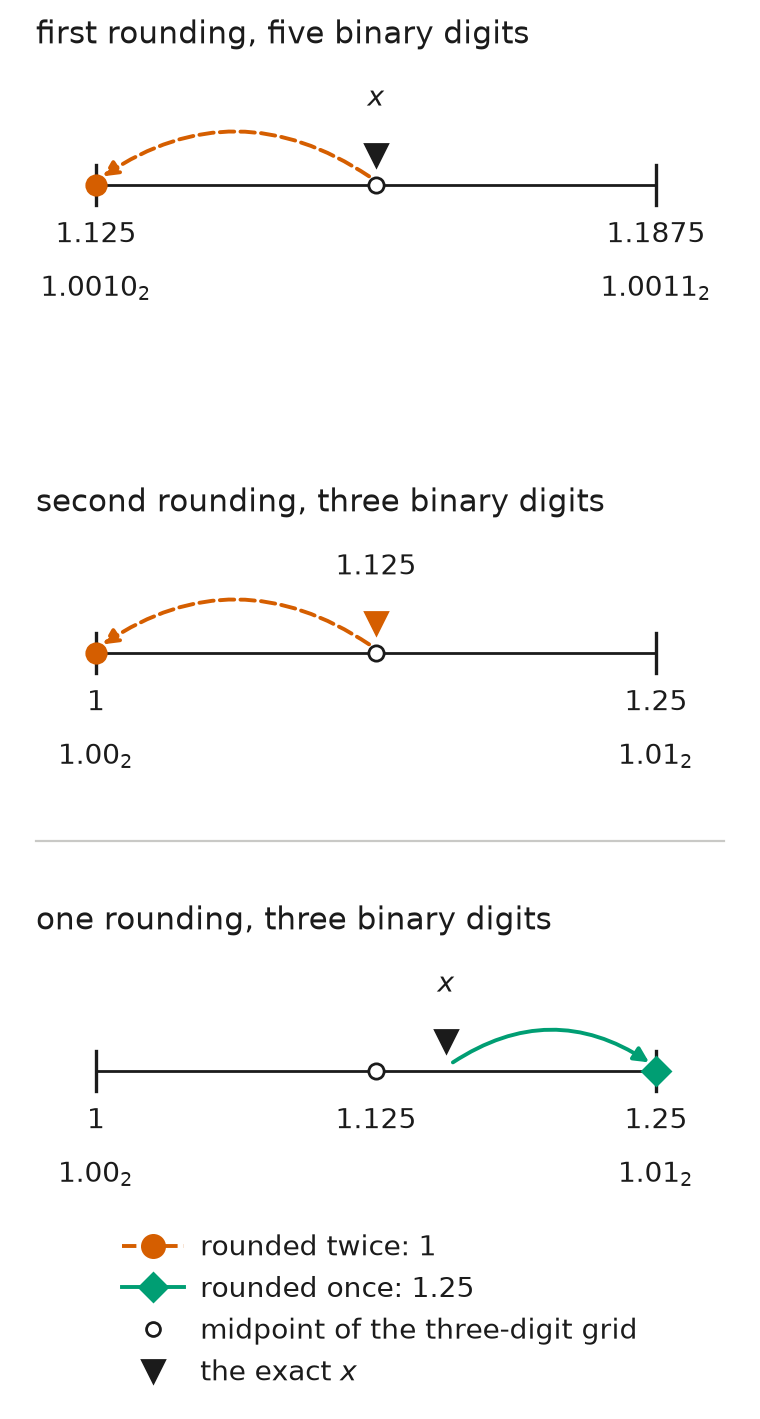 first rounding, five binary digits
x
1.125 1.1875
1.0010₂ 1.0011₂
second rounding, three binary digits
1.125
1 1.25
1.00₂ 1.01₂
one rounding, three binary digits
x
1 1.125 1.25
1.00₂ 1.01₂
rounded twice: 1
rounded once: 1.25
midpoint of the three-digit grid
the exact x